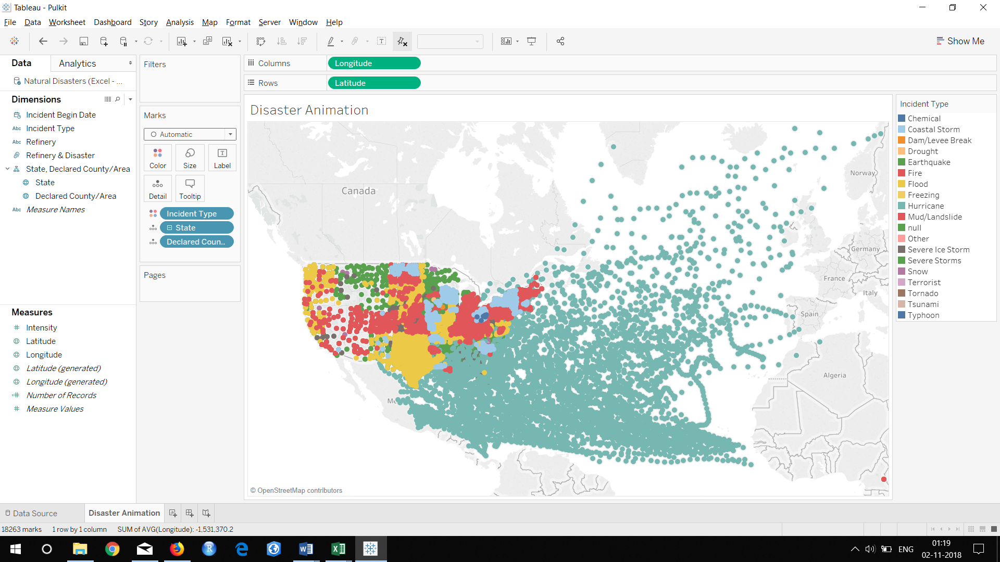 Tableau - Pulkit
File Data Worksheet Dashboard Story Analysis Map Format Server Window Help
Show Me
Data Analytics
Natural Disasters (Excel - ...
Dimensions
Incident Begin Date
Abc Incident Type
Abc Refinery
Refinery & Disaster
State, Declared County/Area
State
Declared County/Area
Abc Measure Names
Measures
Intensity
Latitude
Longitude
Latitude (generated)
Longitude (generated)
Number of Records
Measure Values
Filters
Marks
Automatic
Color Size Label
Detail Tooltip
Incident Type
State
Declared Coun..
Pages
Columns Longitude
Rows Latitude
Disaster Animation
Canada
Norway
Germany
France
Italy
Spain
Algeria
Me
© OpenStreetMap contributors
Incident Type
Chemical
Coastal Storm
Dam/Levee Break
Drought
Earthquake
Fire
Flood
Freezing
Hurricane
Mud/Landslide
null
Other
Severe Ice Storm
Severe Storms
Snow
Terrorist
Tornado
Tsunami
Typhoon
Data Source Disaster Animation
18263 marks 1 row by 1 column SUM of AVG(Longitude): -1,531,370.2
ENG
01:19
02-11-2018